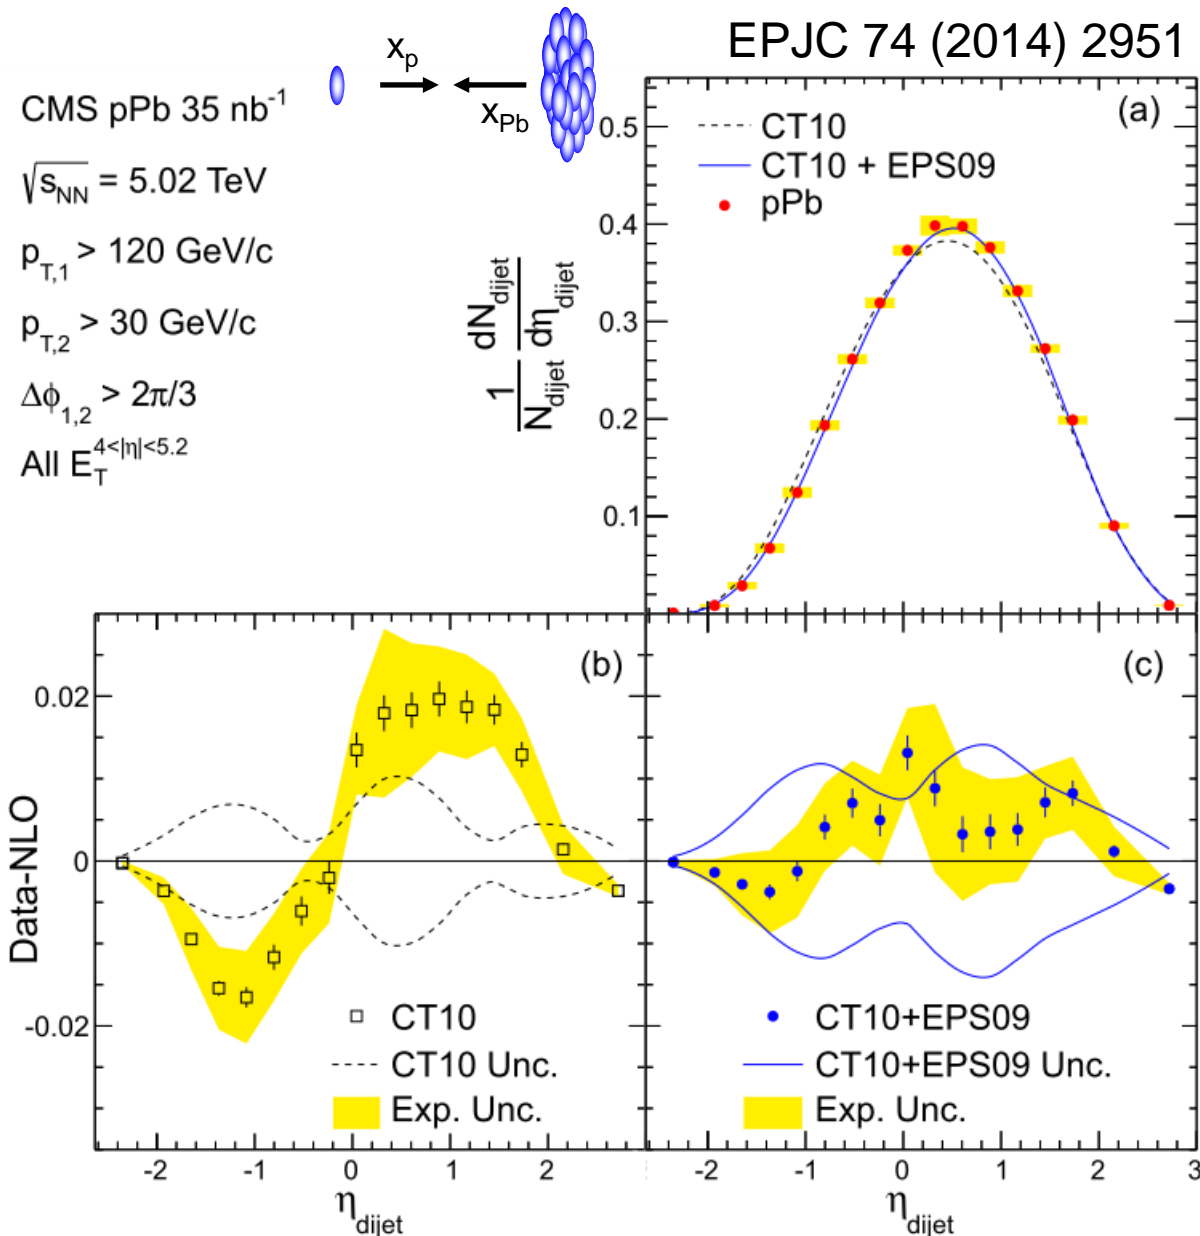 EPJC 74 (2014) 2951
x_p
x_Pb
CMS pPb 35 nb^-1
√s_NN = 5.02 TeV
p_T,1 > 120 GeV/c
p_T,2 > 30 GeV/c
Δϕ_1,2 > 2π/3
All E_T^4<|η|<5.2
(a)
CT10
CT10 + EPS09
pPb
1/N_dijet dN_dijet/dη_dijet
0.5
0.4
0.3
0.2
0.1
(b)
Data-NLO
0.02
0
-0.02
CT10
CT10 Unc.
Exp. Unc.
-2 -1 0 1 2
η_dijet
(c)
CT10+EPS09
CT10+EPS09 Unc.
Exp. Unc.
-2 -1 0 1 2 3
η_dijet